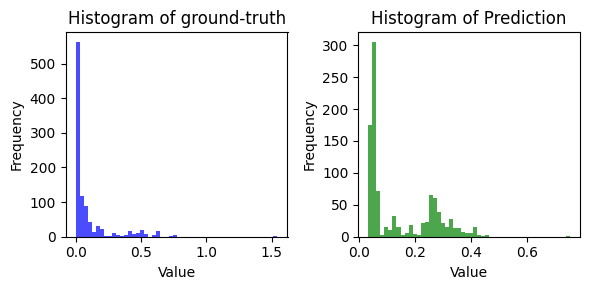 Histogram of ground-truth
Frequency
500
400
300
200
100
0
0.0 0.5 1.0 1.5
Value
Histogram of Prediction
Frequency
300
250
200
150
100
50
0
0.0 0.2 0.4 0.6
Value